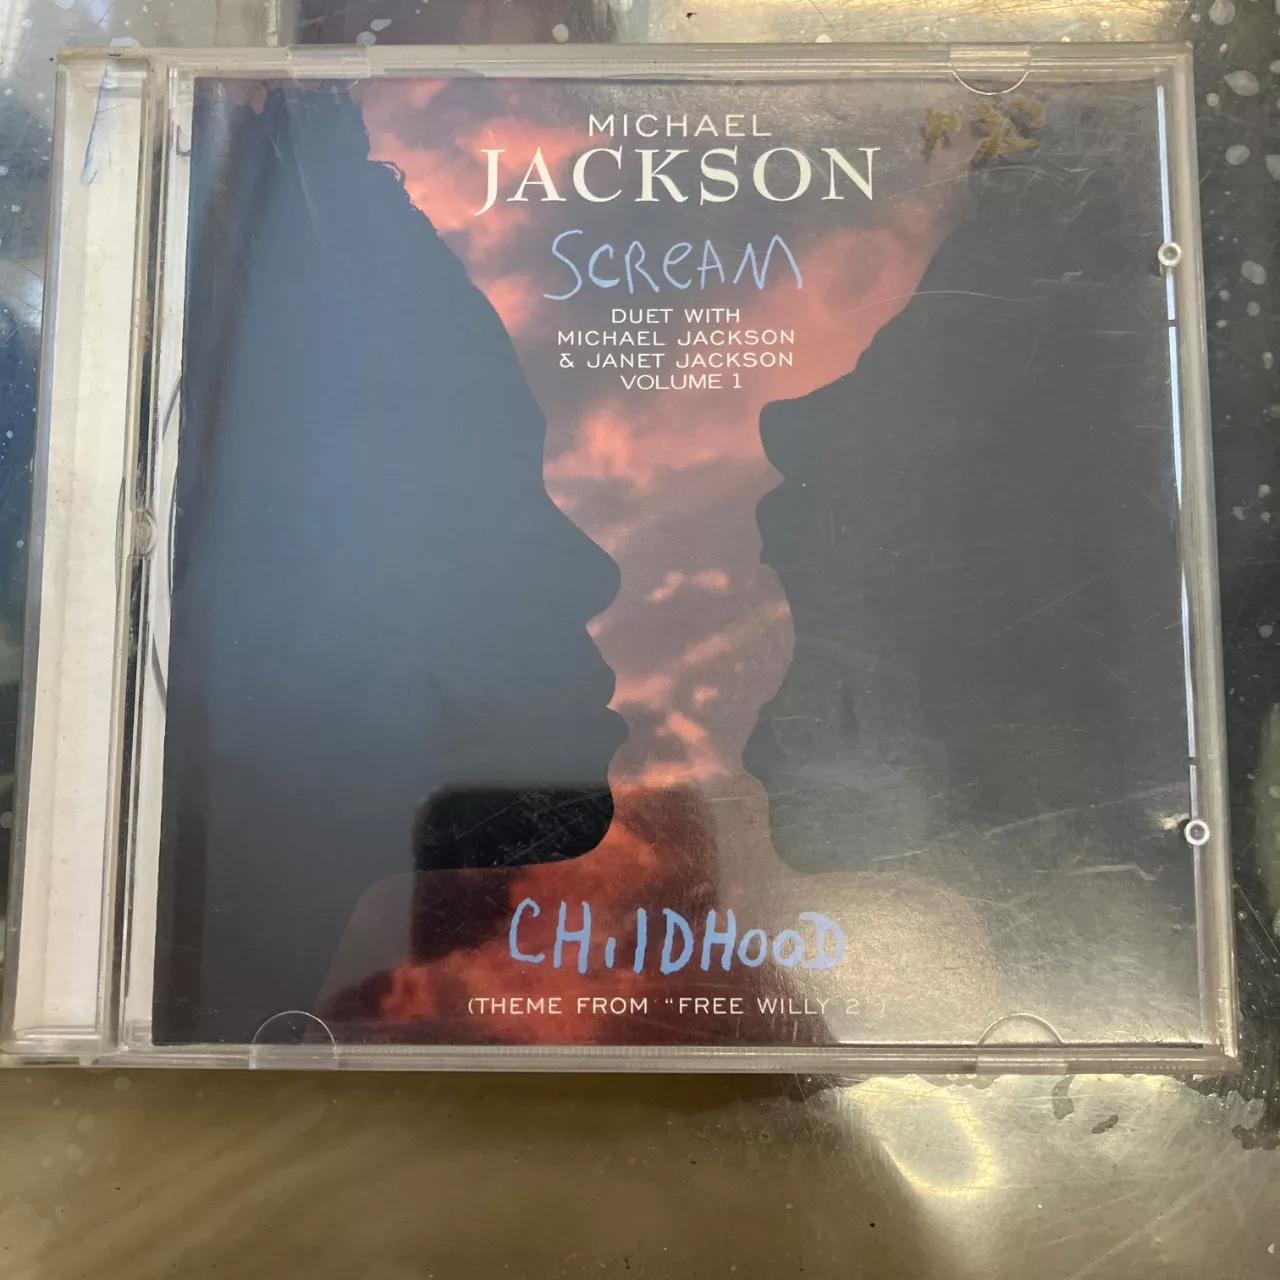 MICHAEL
JACKSON
SCReAM
DUET WITH
MICHAEL JACKSON
& JANET JACKSON
VOLUME 1
CHilDHooD
(THEME FROM “FREE WILLY 2”)